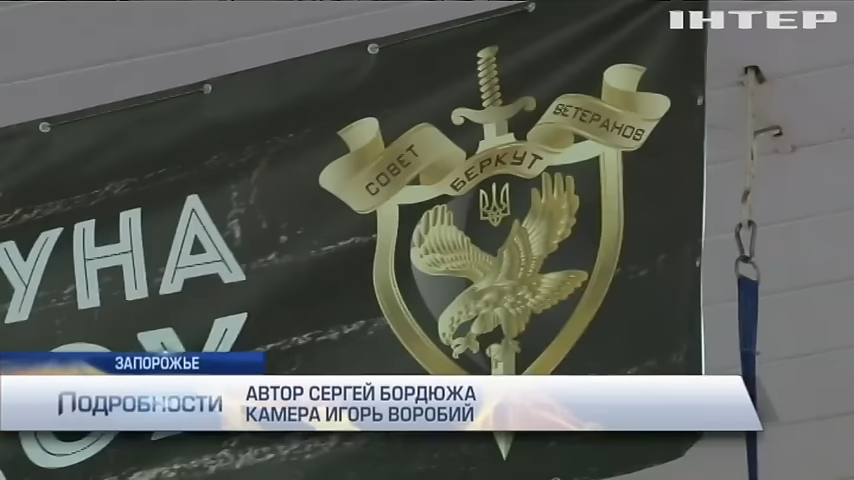 ІНТЕР
СОВЕТ
БЕРКУТ
ВЕТЕРАНОВ
УНА
ЗАПОРОЖЬЕ
ПОДРОБНОСТИ
АВТОР СЕРГЕЙ БОРДЮЖА
КАМЕРА ИГОРЬ ВОРОБИЙ